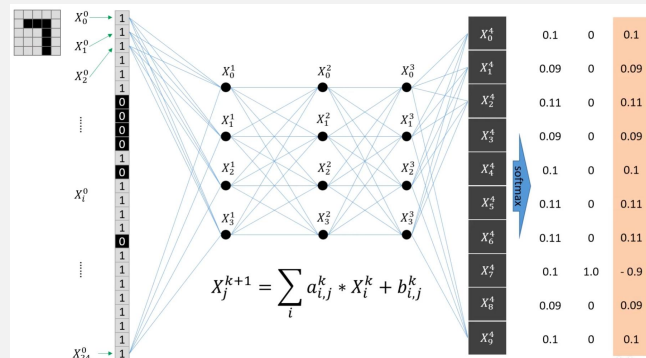 X_0^0
X_1^0
X_2^0
......
X_i^0
......
X_24^0
1
1
1
1
1
1
0
0
0
0
1
0
1
1
1
1
0
1
1
1
1
1
1
1
1
X_0^1 X_0^2 X_0^3
X_1^1 X_1^2 X_1^3
X_2^1 X_2^2 X_2^3
X_3^1 X_3^2 X_3^3
X_j^{k+1} = ∑_i a_{i,j}^k * X_i^k + b_{i,j}^k
softmax
X_0^4 0.1 0 0.1
X_1^4 0.09 0 0.09
X_2^4 0.11 0 0.11
X_3^4 0.09 0 0.09
X_4^4 0.1 0 0.1
X_5^4 0.11 0 0.11
X_6^4 0.11 0 0.11
X_7^4 0.1 1.0 - 0.9
X_8^4 0.09 0 0.09
X_9^4 0.1 0 0.1